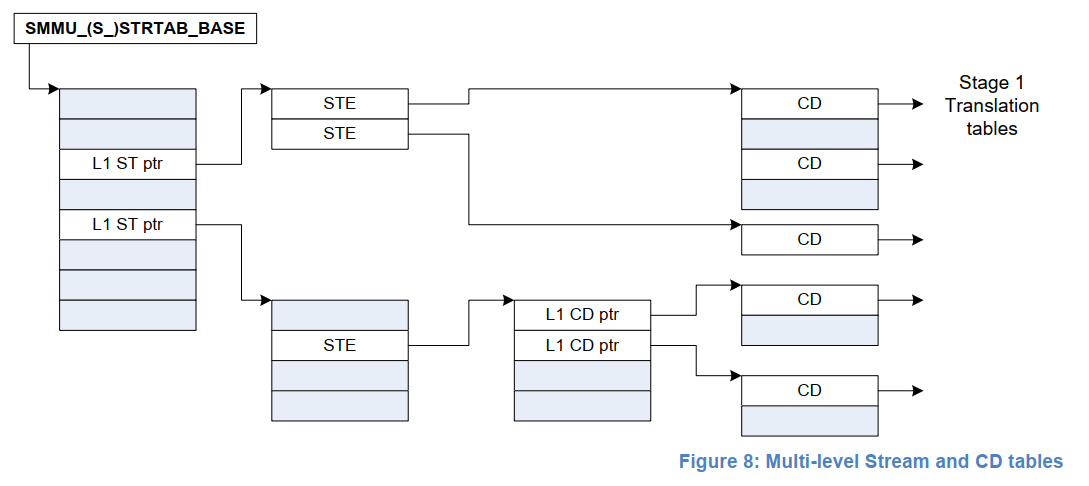 SMMU_(S_)STRTAB_BASE
STE
CD
Stage 1
Translation
tables
STE
L1 ST ptr
CD
L1 ST ptr
CD
L1 CD ptr
CD
STE
L1 CD ptr
CD
Figure 8: Multi-level Stream and CD tables